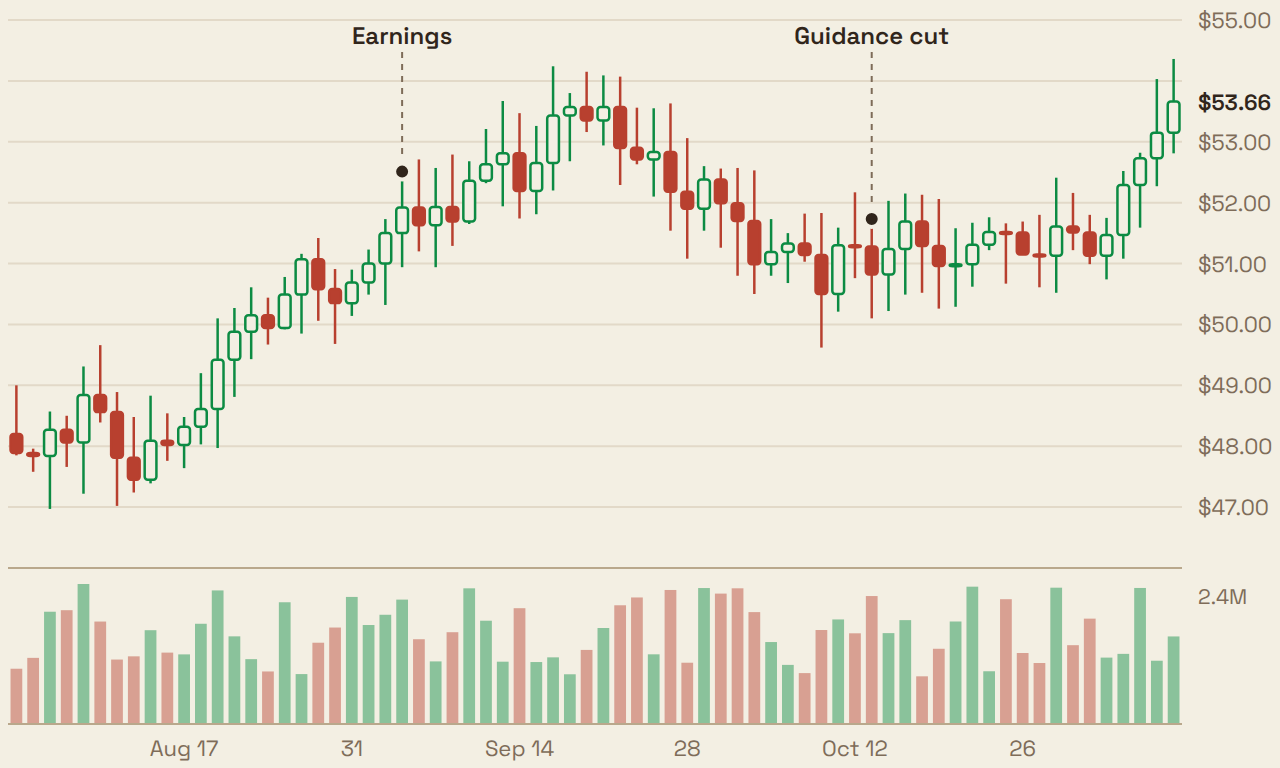 Earnings
Guidance cut
$55.00
$53.66
$53.00
$52.00
$51.00
$50.00
$49.00
$48.00
$47.00
2.4M
Aug 17
31
Sep 14
28
Oct 12
26